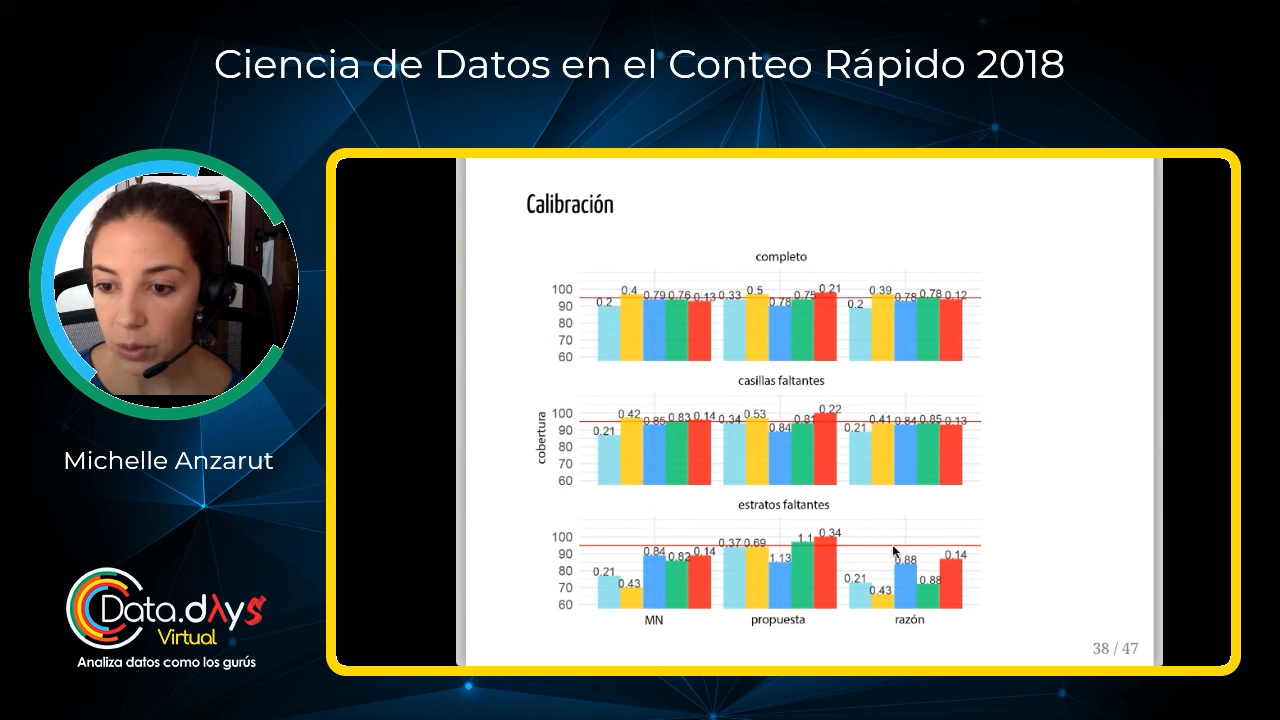 Ciencia de Datos en el Conteo Rápido 2018
Michelle Anzarut
Data.dAys
Virtual
Analiza datos como los gurús
Calibración
completo
100
90
80
70
60
0.2 0.4 0.79 0.76 0.13 0.33 0.5 0.78 0.75 0.21 0.2 0.39 0.78 0.78 0.12
casillas faltantes
cobertura
100
90
80
70
60
0.21 0.42 0.85 0.83 0.14 0.34 0.53 0.84 0.81 0.22 0.21 0.41 0.84 0.85 0.13
estratos faltantes
100
90
80
70
60
0.21 0.43 0.84 0.82 0.14 0.37 0.69 1.13 1.1 0.34 0.21 0.43 0.88 0.88 0.14
MN propuesta razón
38 / 47